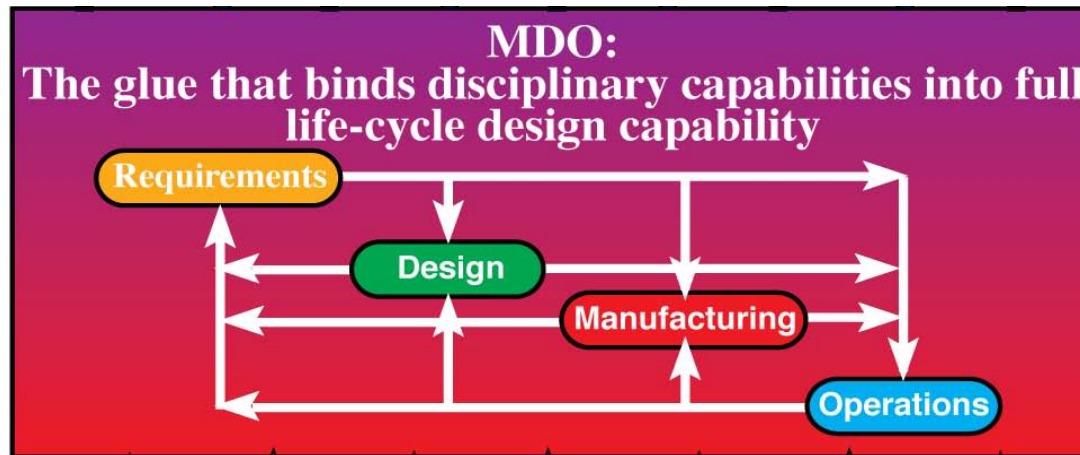 MDO:
The glue that binds disciplinary capabilities into full
life-cycle design capability
Requirements
Design
Manufacturing
Operations